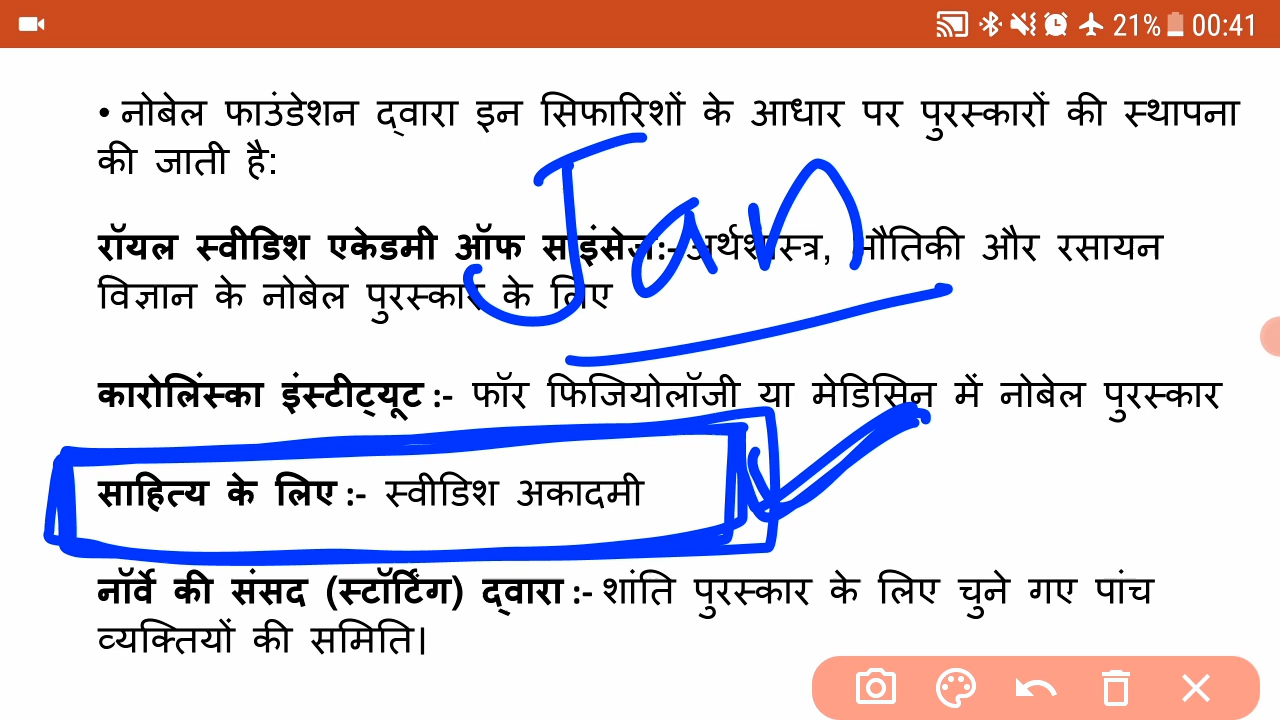 21% 00:41
• नोबेल फाउंडेशन द्वारा इन सिफारिशों के आधार पर पुरस्कारों की स्थापना
की जाती है:
Jan
रॉयल स्वीडिश एकेडमी ऑफ साइंसेज:- अर्थशास्त्र, भौतिकी और रसायन
विज्ञान के नोबेल पुरस्कार के लिए
कारोलिंस्का इंस्टीट्यूट :- फॉर फिजियोलॉजी या मेडिसिन में नोबेल पुरस्कार
साहित्य के लिए :- स्वीडिश अकादमी
नॉर्वे की संसद (स्टॉर्टिंग) द्वारा :- शांति पुरस्कार के लिए चुने गए पांच
व्यक्तियों की समिति।